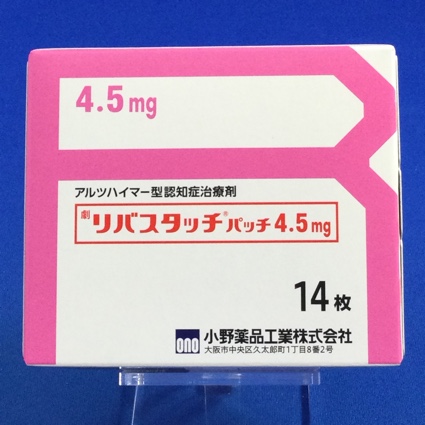 4.5mg
アルツハイマー型認知症治療剤
劇 リバスタッチ®パッチ4.5mg
14枚
ono 小野薬品工業株式会社
大阪市中央区久太郎町1丁目8番2号